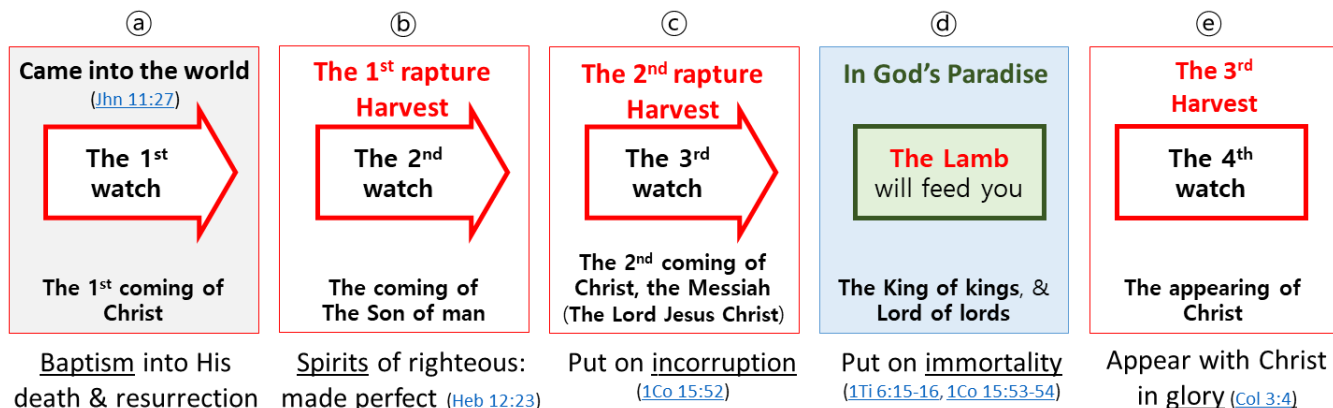 ⓐ
Came into the world
(Jhn 11:27)
The 1st
watch
The 1st coming of
Christ
Baptism into His
death & resurrection
ⓑ
The 1st rapture
Harvest
The 2nd
watch
The coming of
The Son of man
Spirits of righteous:
made perfect (Heb 12:23)
ⓒ
The 2nd rapture
Harvest
The 3rd
watch
The 2nd coming of
Christ, the Messiah
(The Lord Jesus Christ)
Put on incorruption
(1Co 15:52)
ⓓ
In God’s Paradise
The Lamb
will feed you
The King of kings, &
Lord of lords
Put on immortality
(1Ti 6:15-16, 1Co 15:53-54)
ⓔ
The 3rd
Harvest
The 4th
watch
The appearing of
Christ
Appear with Christ
in glory (Col 3:4)